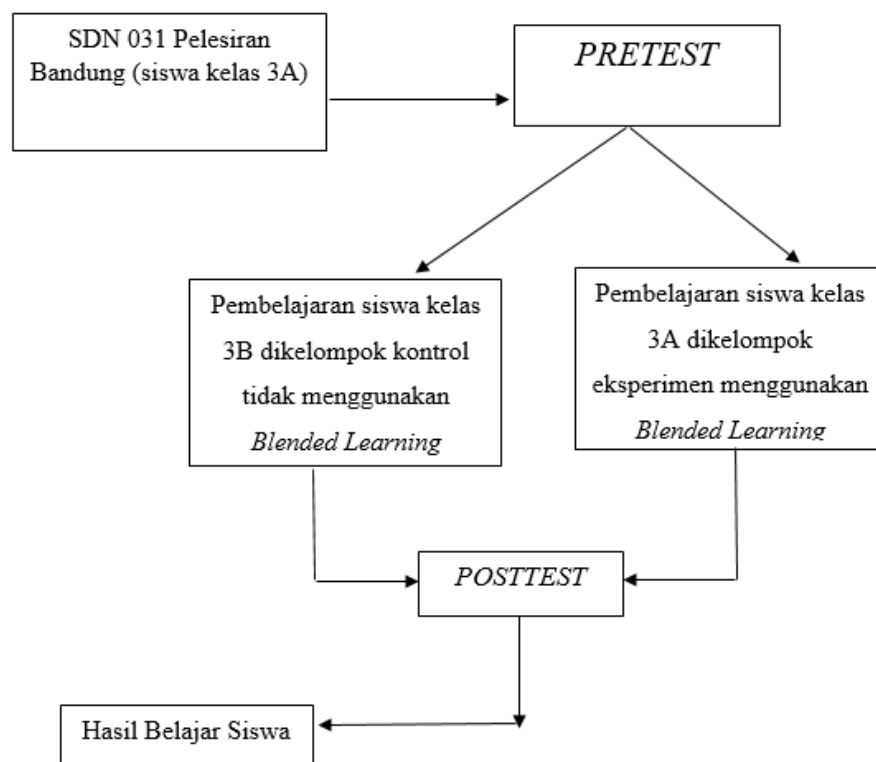 SDN 031 Pelesiran
Bandung (siswa kelas 3A)
PRETEST
Pembelajaran siswa kelas
3B dikelompok kontrol
tidak menggunakan
Blended Learning
Pembelajaran siswa kelas
3A dikelompok
eksperimen menggunakan
Blended Learning
POSTTEST
Hasil Belajar Siswa